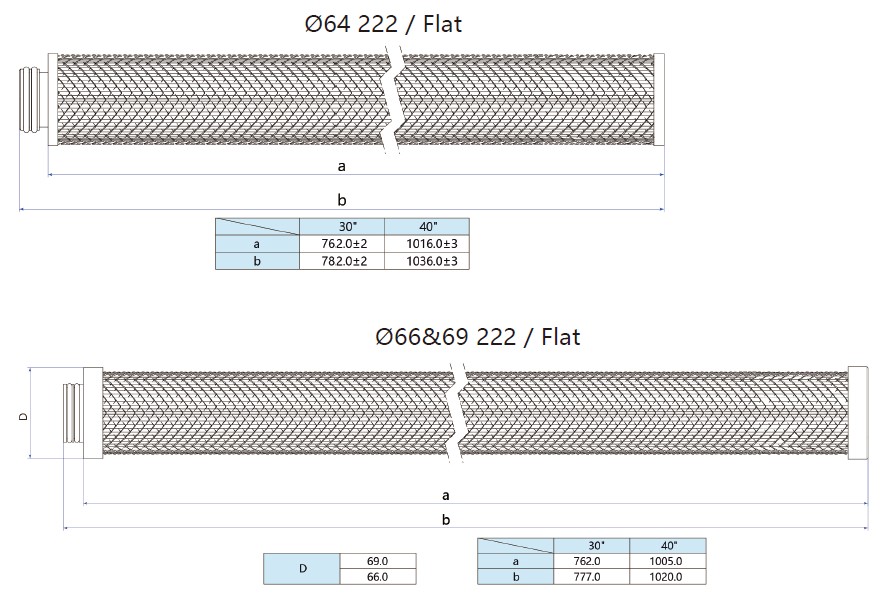 Ø64 222 / Flat
a
b
30" 40"
a 762.0±2 1016.0±3
b 782.0±2 1036.0±3
Ø66&69 222 / Flat
D
a
b
D 69.0
66.0
30" 40"
a 762.0 1005.0
b 777.0 1020.0